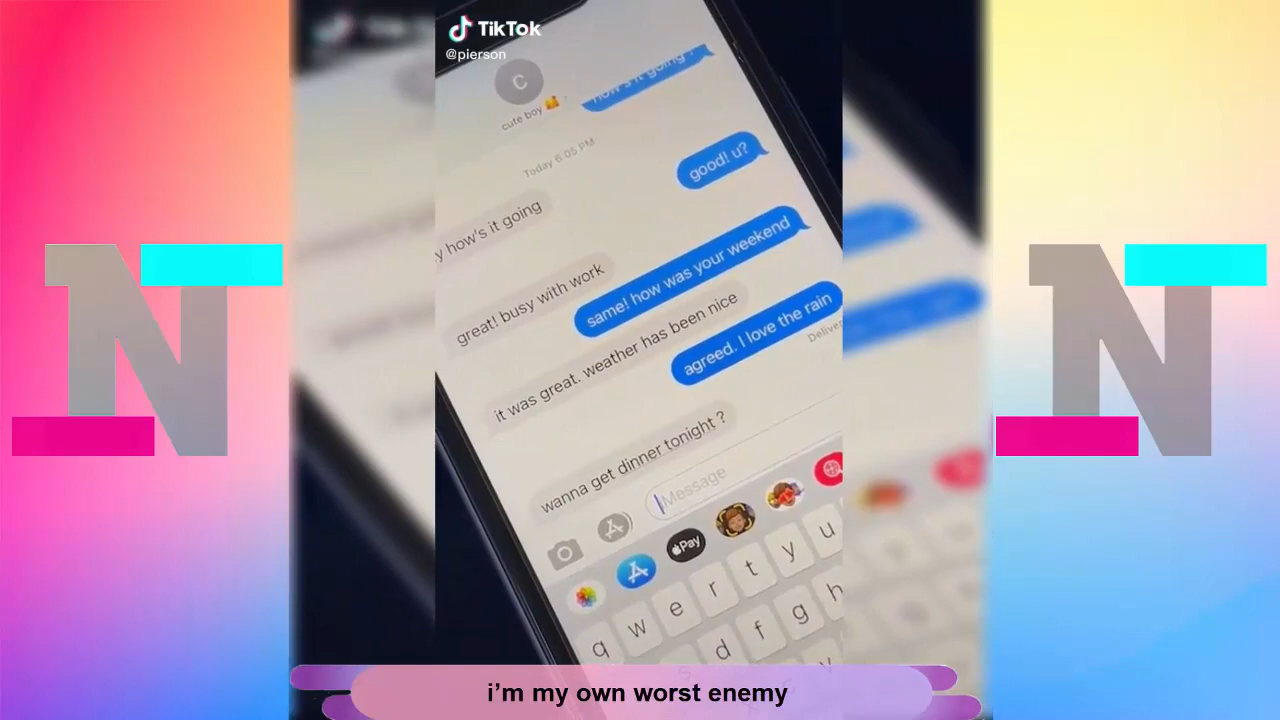 TikTok
@pierson
C
how's it going ?
cute boy
Today 6:05 PM
good! u?
y how's it going
same! how was your weekend
great! busy with work
agreed. I love the rain
Deliver
it was great. weather has been nice
wanna get dinner tonight ?
Message
Pay
q w e r t y u
s d f g h
c v
N
N
i'm my own worst enemy